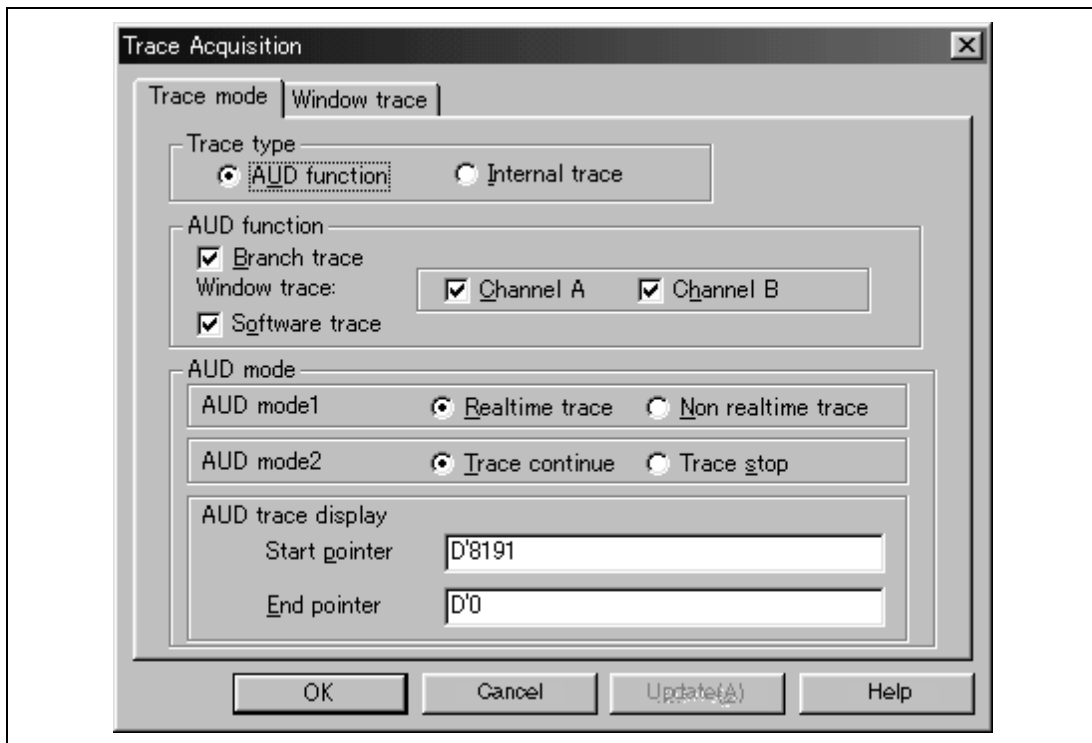 Trace Acquisition
Trace mode Window trace
Trace type
AUD function Internal trace
AUD function
Branch trace
Window trace: Channel A Channel B
Software trace
AUD mode
AUD mode1 Realtime trace Non realtime trace
AUD mode2 Trace continue Trace stop
AUD trace display
Start pointer D'8191
End pointer D'0
OK Cancel Update(A) Help